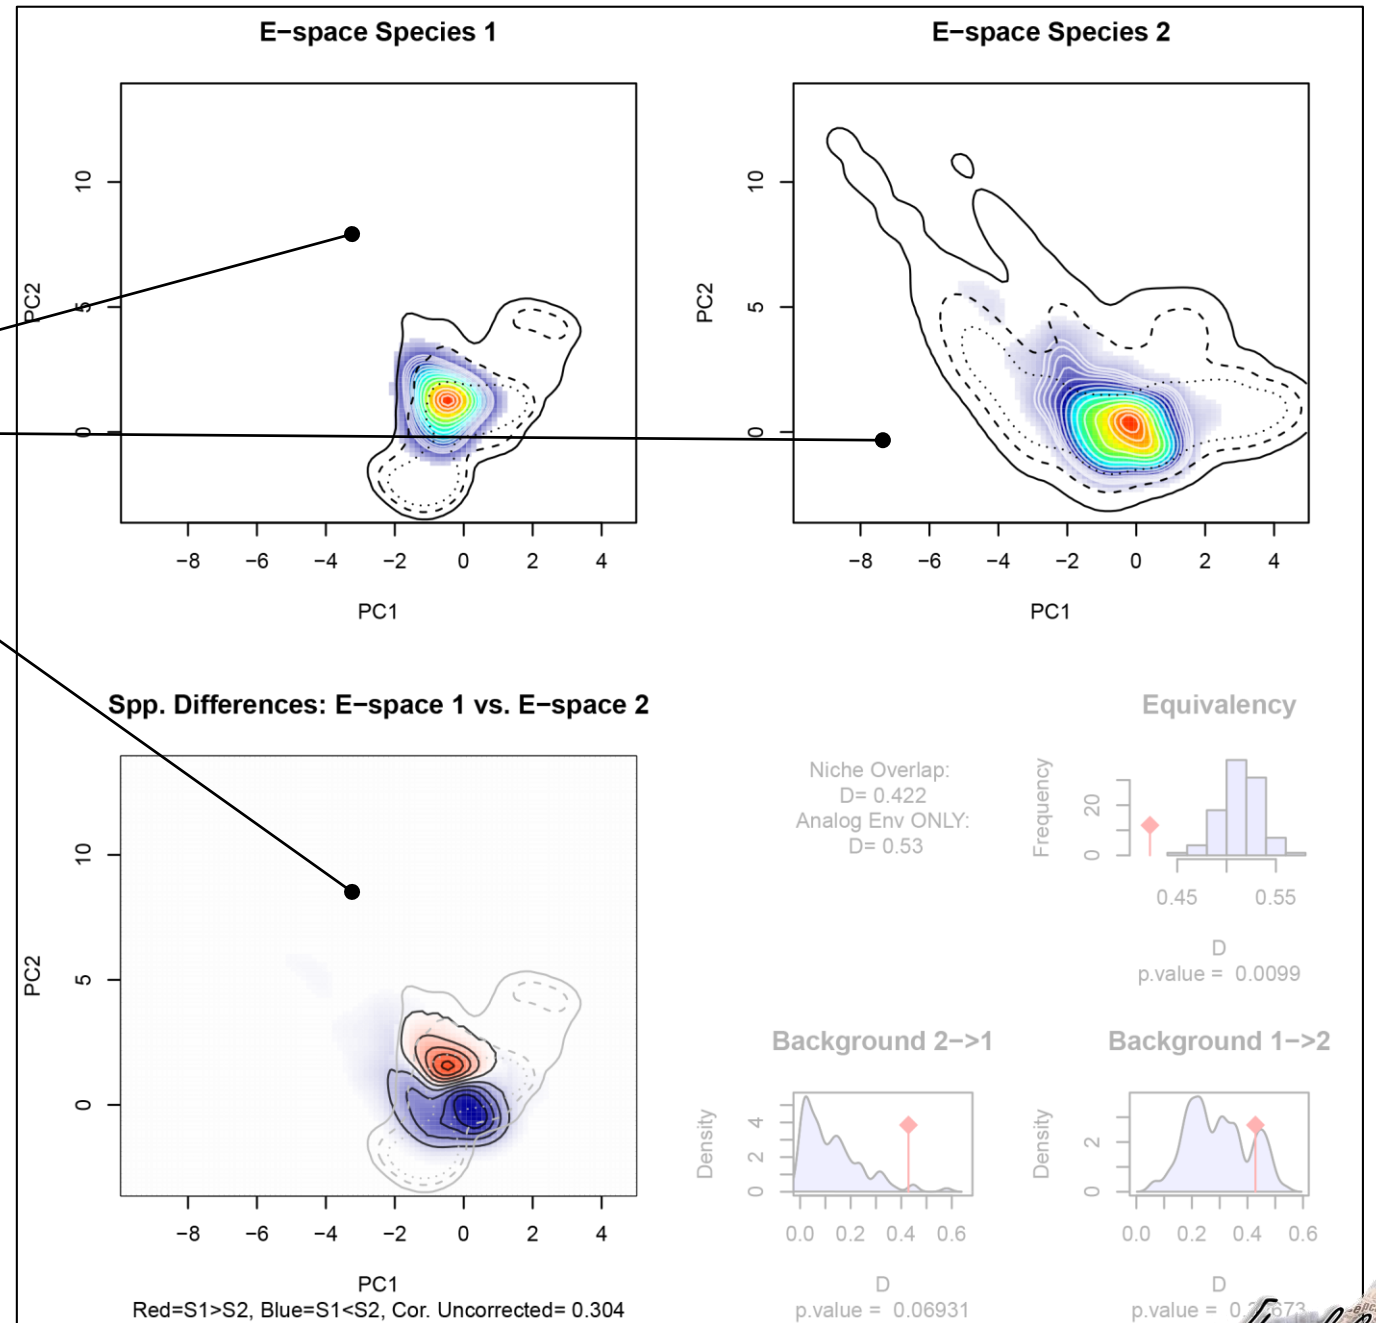 E−space Species 1
E−space Species 2
PC2
10
5
0
−8 −6 −4 −2 0 2 4
PC1
PC2
10
5
0
−8 −6 −4 −2 0 2 4
PC1
Spp. Differences: E−space 1 vs. E−space 2
PC2
10
5
0
−8 −6 −4 −2 0 2 4
PC1
Red=S1>S2, Blue=S1<S2, Cor. Uncorrected= 0.304
Niche Overlap:
D= 0.422
Analog Env ONLY:
D= 0.53
Equivalency
Frequency
20
0
0.45 0.55
D
p.value = 0.0099
Background 2−>1
Density
4
2
0
0.0 0.2 0.4 0.6
D
p.value = 0.06931
Background 1−>2
Density
2
0
0.0 0.2 0.4 0.6
D
p.value =